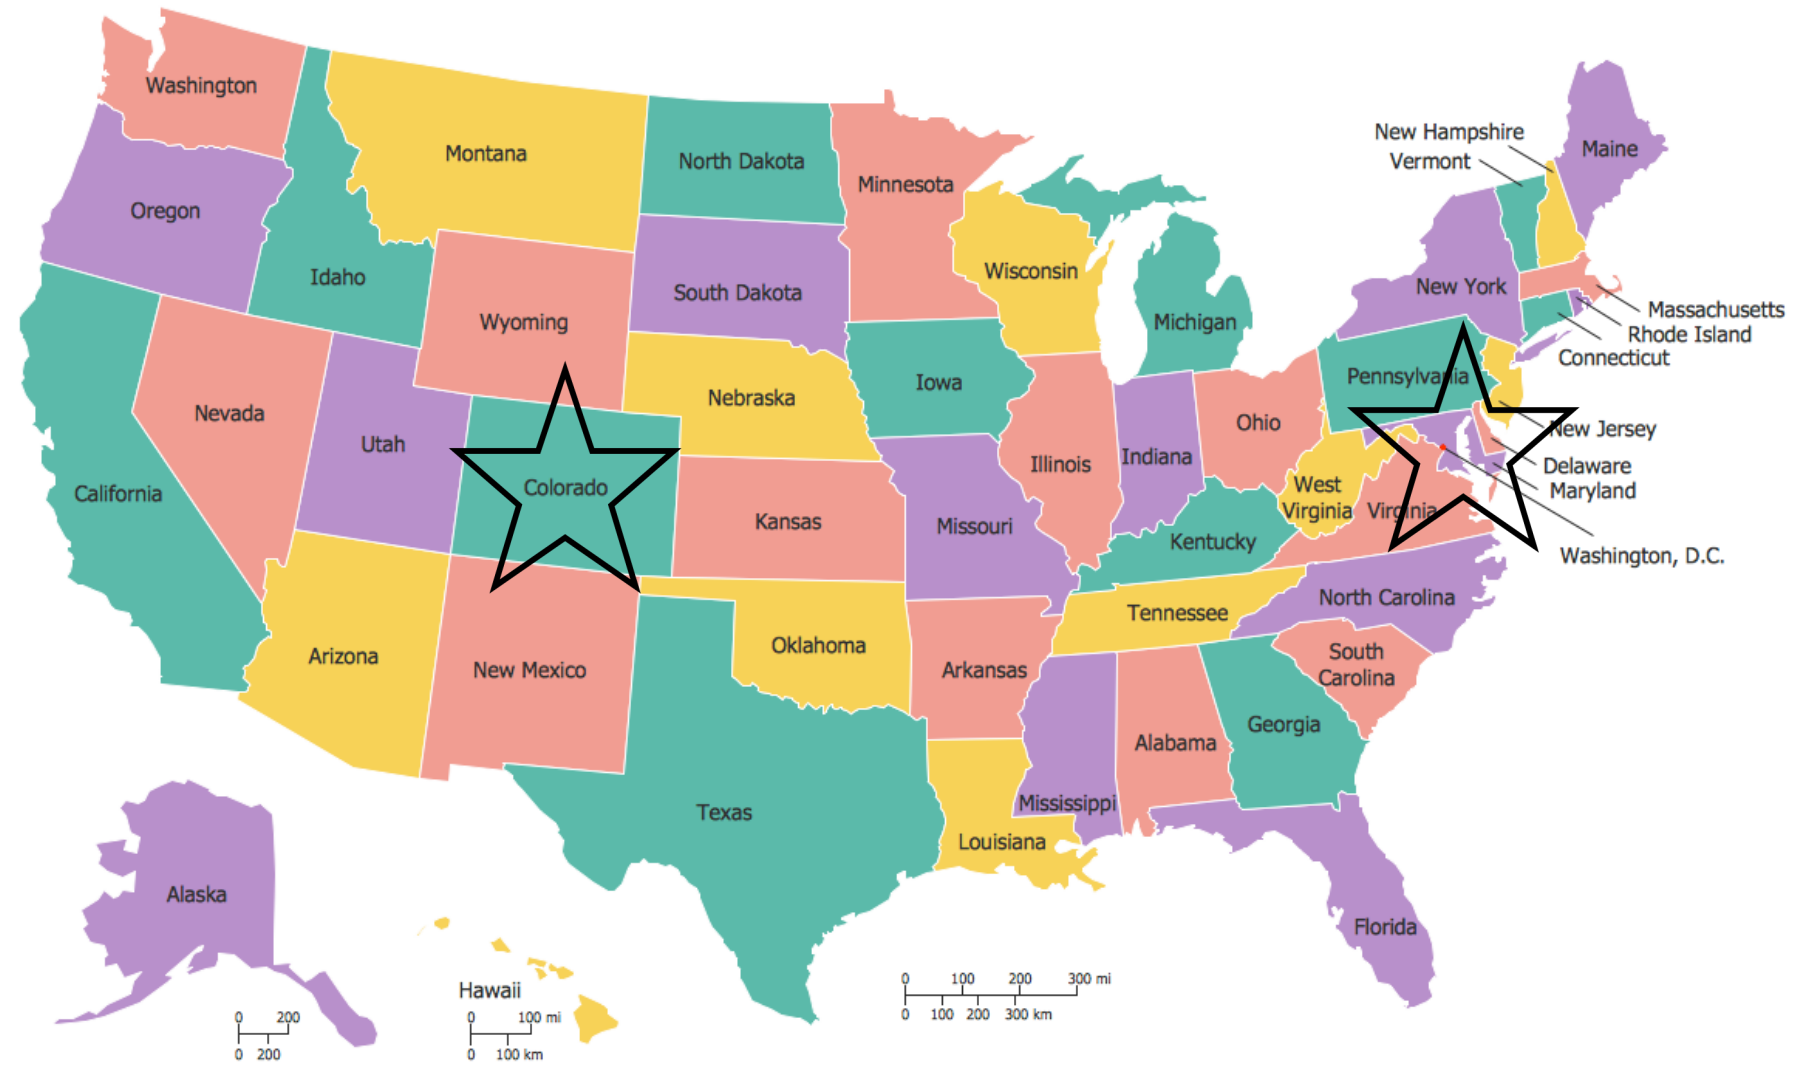 Washington
Montana
North Dakota
Minnesota
New Hampshire
Vermont
Maine
Oregon
Idaho
Wyoming
South Dakota
Wisconsin
Michigan
New York
Massachusetts
Rhode Island
Connecticut
Nevada
Utah
Nebraska
Iowa
Pennsylvania
Ohio
New Jersey
California
Colorado
Kansas
Missouri
Illinois
Indiana
West
Virginia
Virginia
Delaware
Maryland
Washington, D.C.
Kentucky
Arizona
New Mexico
Oklahoma
Arkansas
Tennessee
North Carolina
South
Carolina
Texas
Louisiana
Mississippi
Alabama
Georgia
Florida
Alaska
0 200
0 200
Hawaii
0 100 mi
0 100 km
0 100 200 300 mi
0 100 200 300 km